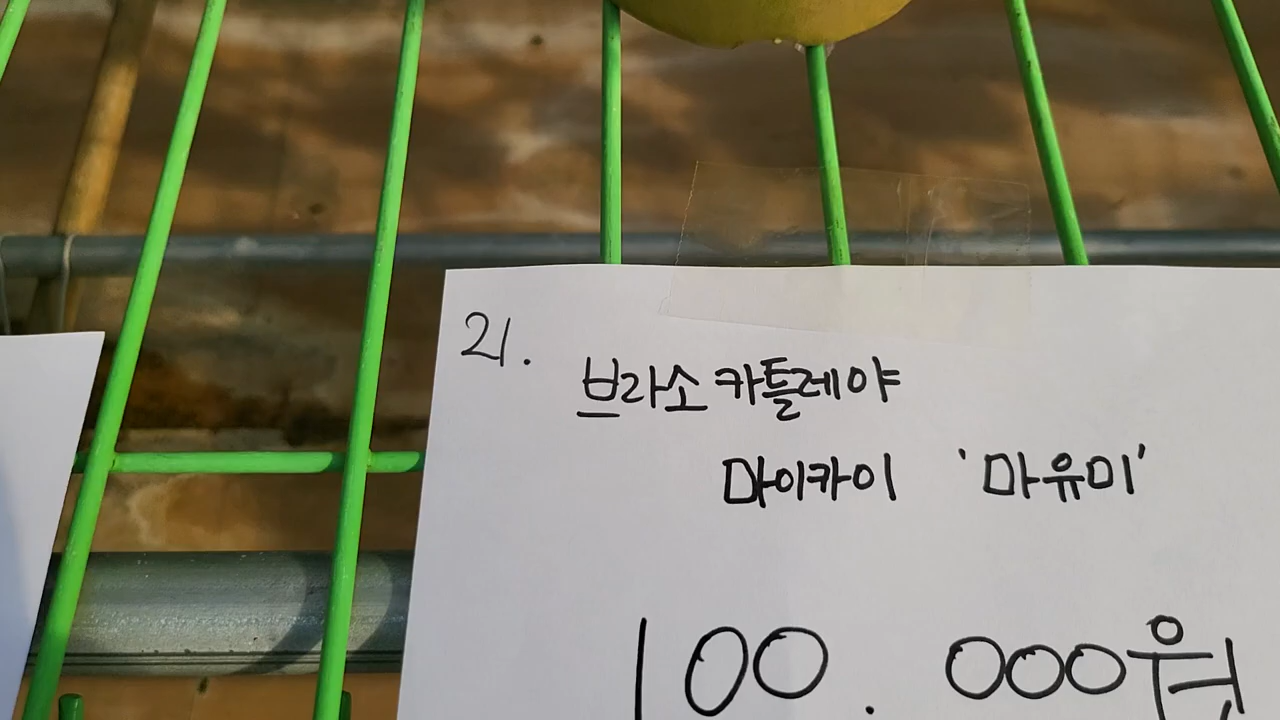 21.
브라소 카틀레야
마이카이 '마유미'
100.000원